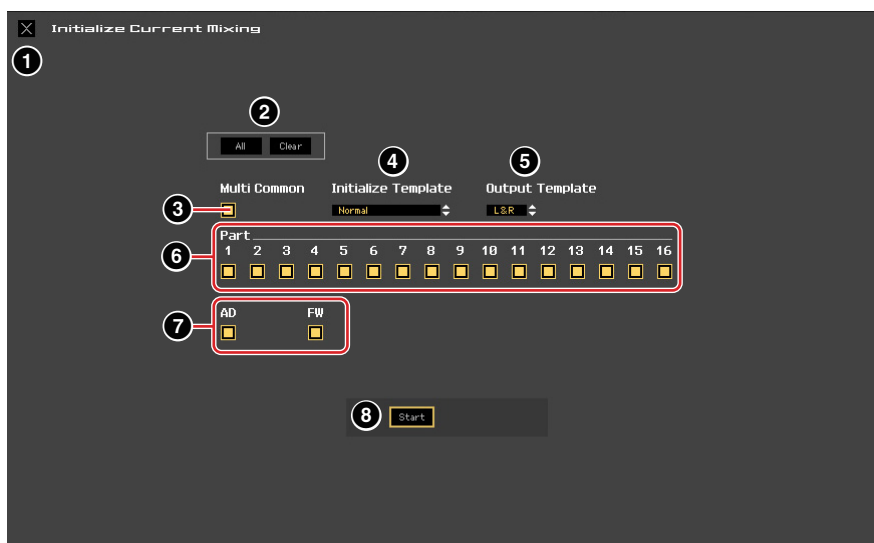 Initialize Current Mixing
1
2
All Clear
4 5
Multi Common Initialize Template Output Template
3 Normal L&R
Part
6 1 2 3 4 5 6 7 8 9 10 11 12 13 14 15 16
AD FW
7
8 Start